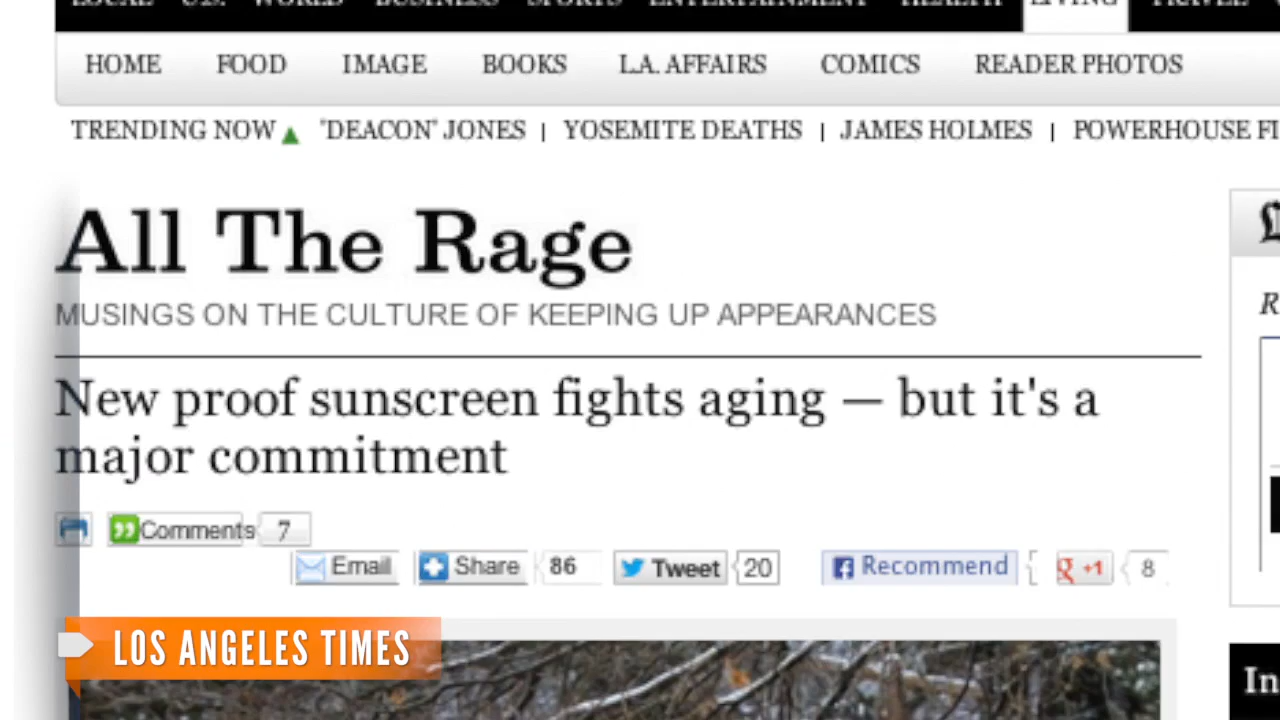 LOCAL U.S. WORLD BUSINESS SPORTS ENTERTAINMENT HEALTH LIVING TRAVEL
HOME FOOD IMAGE BOOKS L.A. AFFAIRS COMICS READER PHOTOS
TRENDING NOW "DEACON" JONES | YOSEMITE DEATHS | JAMES HOLMES | POWERHOUSE
All The Rage
MUSINGS ON THE CULTURE OF KEEPING UP APPEARANCES
New proof sunscreen fights aging — but it's a
major commitment
Comments 7
Email Share 86 Tweet 20 Recommend +1 8
LOS ANGELES TIMES
In